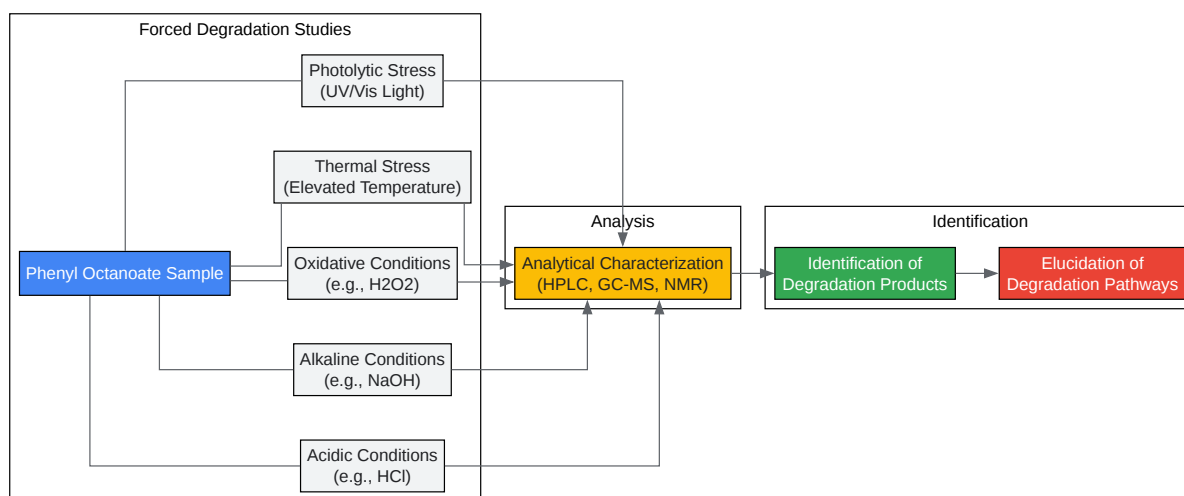 Forced Degradation Studies
Photolytic Stress
(UV/Vis Light)
Thermal Stress
(Elevated Temperature)
Phenyl Octanoate Sample
Oxidative Conditions
(e.g., H2O2)
Alkaline Conditions
(e.g., NaOH)
Acidic Conditions
(e.g., HCl)
Analysis
Analytical Characterization
(HPLC, GC-MS, NMR)
Identification
Identification of
Degradation Products
Elucidation of
Degradation Pathways